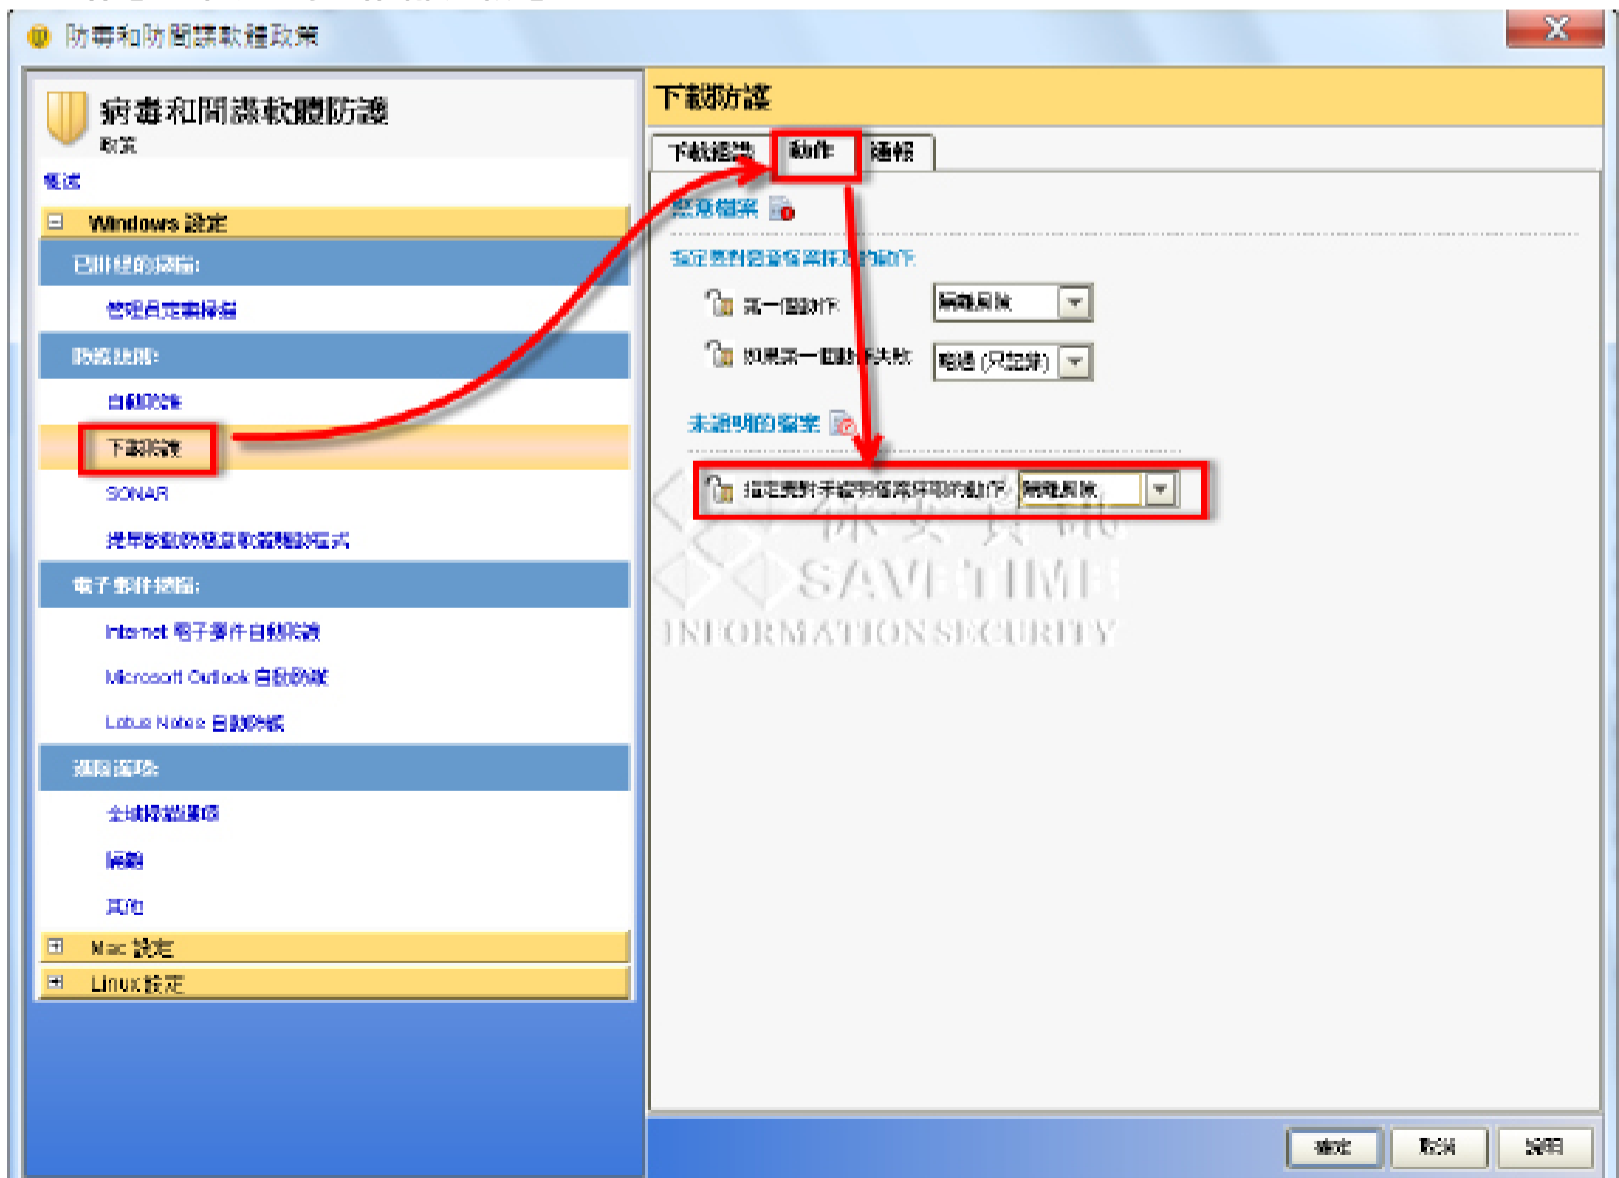 防毒和防間諜軟體政策
病毒和間諜軟體防護
政策
概述
Windows 設定
已排程的掃描:
管理員定義掃描
防護技術:
自動防護
下載防護
SONAR
提早啟動防惡意軟體驅動程式
電子郵件掃描:
Internet 電子郵件自動防護
Microsoft Outlook 自動防護
Lotus Notes 自動防護
進階選項:
全域掃描選項
隔離
其他
Mac 設定
Linux 設定
下載防護
下載鑑識 動作 通報
惡意檔案
指定要對惡意檔案採取的動作:
第一個動作: 隔離風險
如果第一個動作失敗: 略過 (只記錄)
未證明的檔案
指定要對未證明檔案採取的動作: 隔離風險
保安資訊
SAVETIME
INFORMATION SECURITY
確定 取消 說明